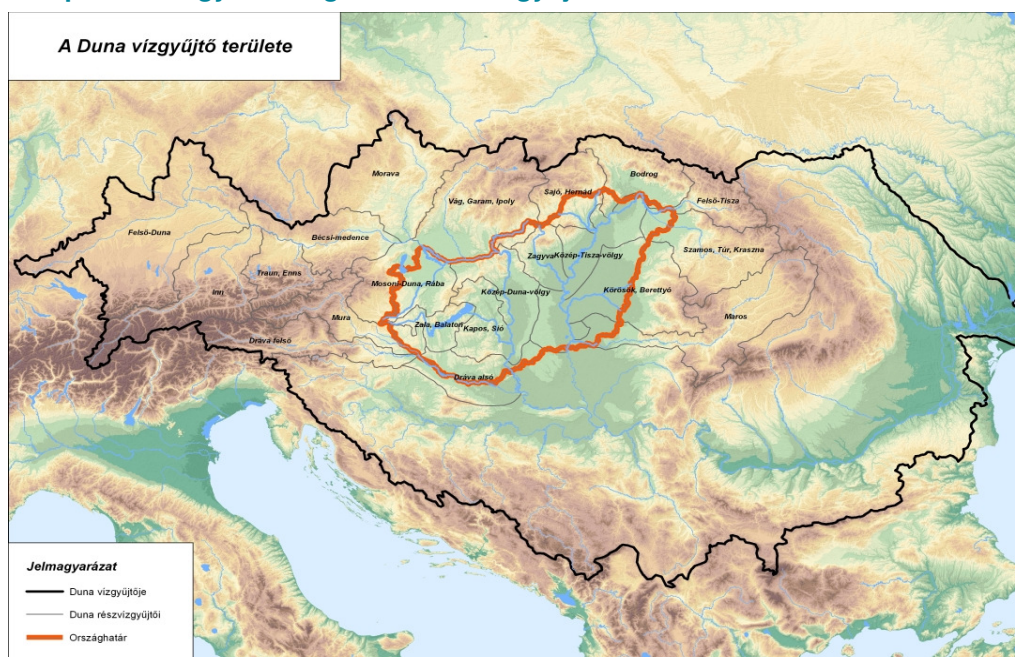 A Duna vízgyűjtő területe
Morava
Bodrog
Sajó, Hernád
Vág, Garam, Ipoly
Felső-Tisza
Felső-Duna
Bécsi-medence
Szamos, Túr, Kraszna
Zagyva
Közép-Tisza-völgy
Traun, Enns
Mosoni-Duna, Rába
Inn
Közép-Duna-völgy
Körösök, Berettyó
Mura
Maros
Zala, Balaton
Kapos, Sió
Dráva felső
Dráva alsó
Jelmagyarázat
Duna vízgyűjtője
Duna részvízgyűjtői
Országhatár